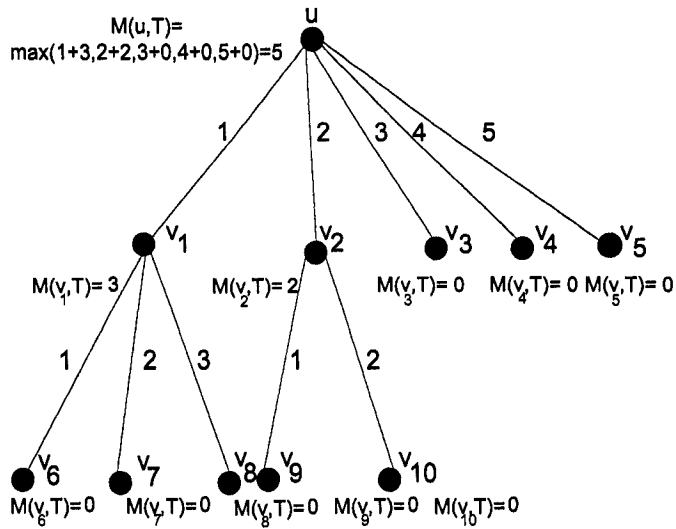 u
M(u,T)=
max(1+3,2+2,3+0,4+0,5+0)=5
1 2 3 4 5
v1 v2 v3 v4 v5
M(v1,T)= 3 M(v2,T)= 2 M(v3,T)= 0 M(v4,T)= 0 M(v5,T)= 0
1 2 3 1 2
v6 v7 v8 v9 v10
M(v6,T)=0 M(v7,T)=0 M(v8,T)=0 M(v9,T)=0 M(v10,T)=0